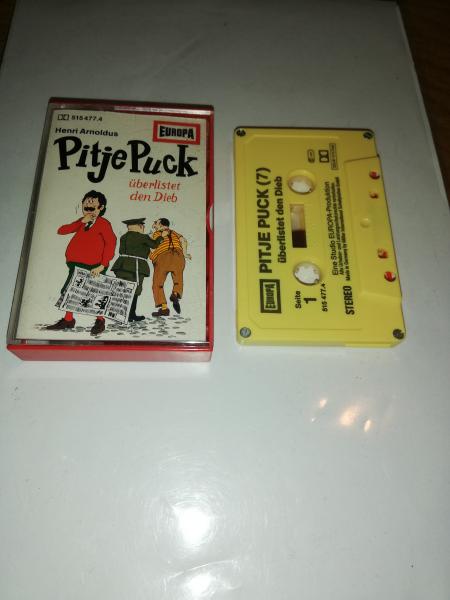 515 477.4
Henri Arnoldus
EUROPA
Pitje Puck
überlistet
den Dieb
EUROPA
PITJE PUCK (7)
überlistet den Dieb
Seite
1
515 477.4
STEREO
Eine Studio EUROPA-Produktion